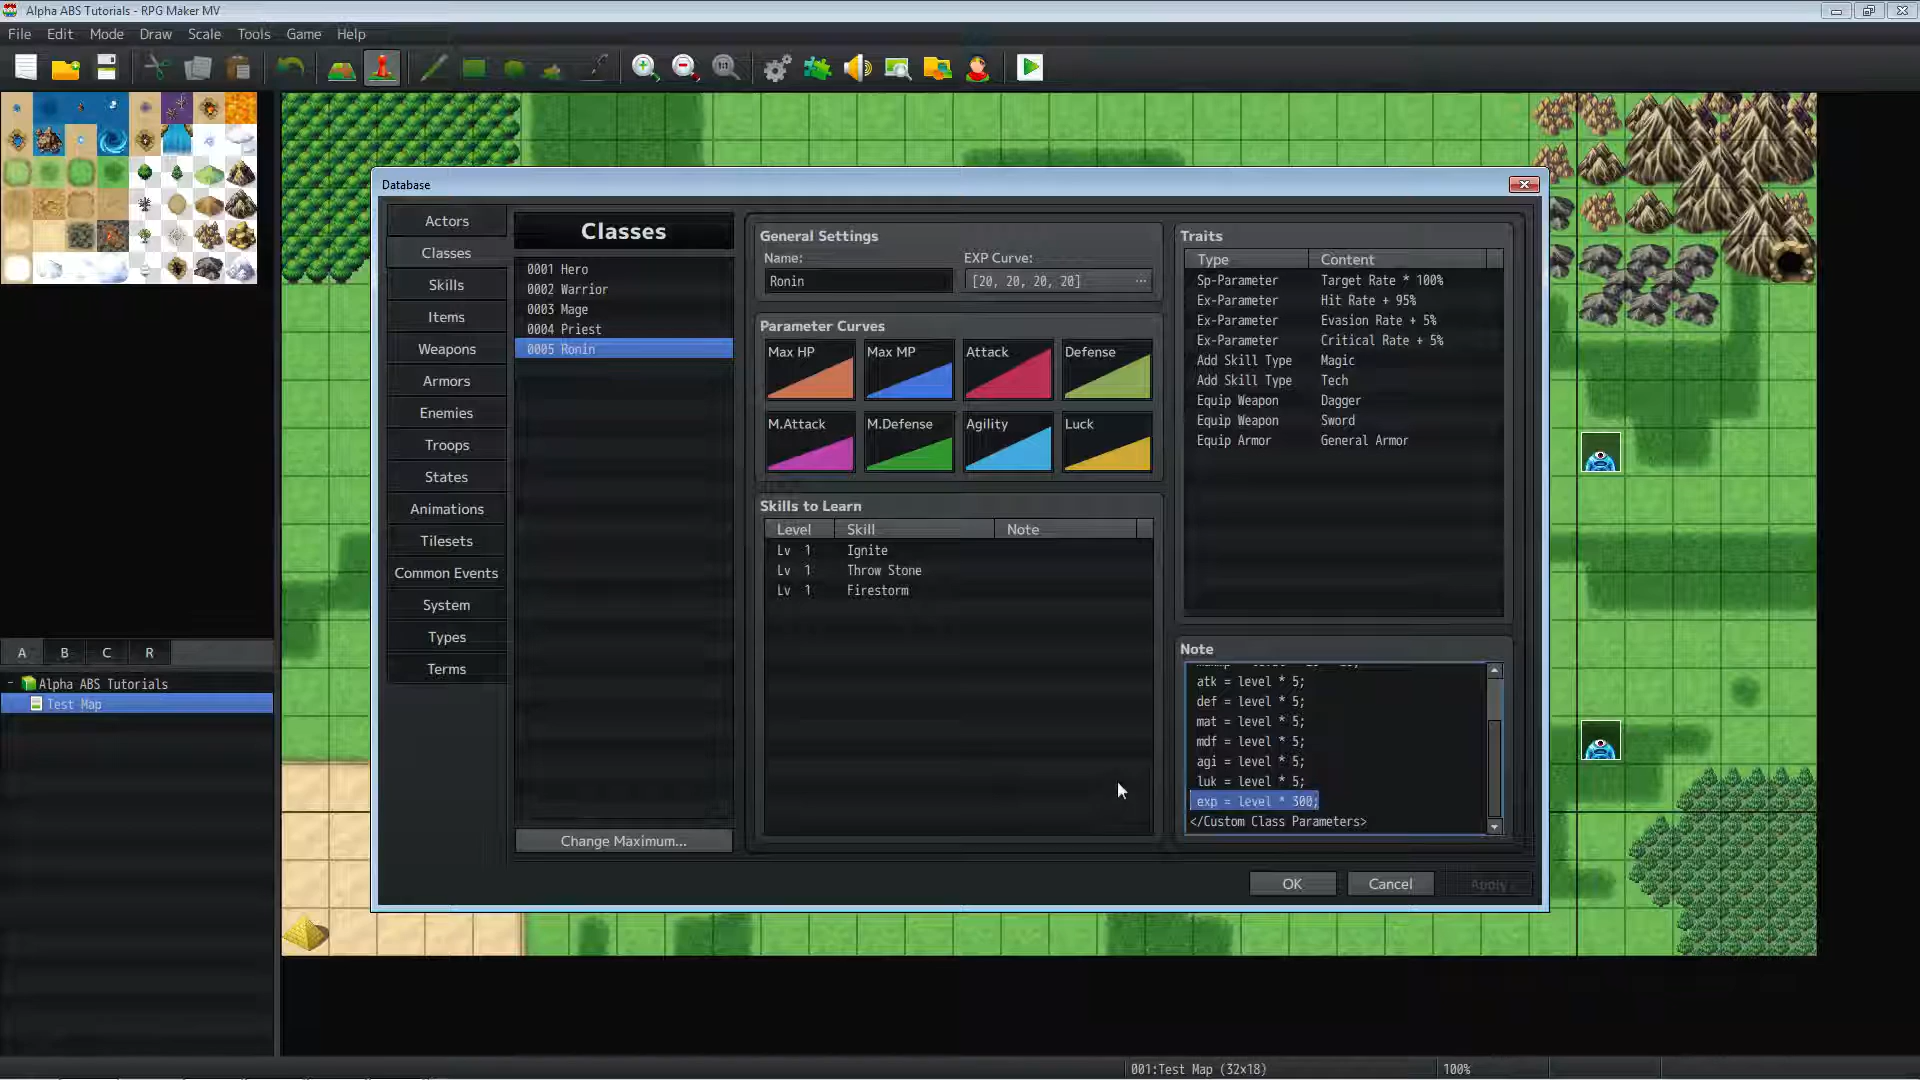 Alpha ABS Tutorials - RPG Maker MV
File Edit Mode Draw Scale Tools Game Help
Database
Actors
Classes
Skills
Items
Weapons
Armors
Enemies
Troops
States
Animations
Tilesets
Common Events
System
Types
Terms
Classes
0001 Hero
0002 Warrior
0003 Mage
0004 Priest
0005 Ronin
Change Maximum...
General Settings
Name: EXP Curve:
Ronin [20, 20, 20, 20] ...
Parameter Curves
Max HP Max MP Attack Defense
M.Attack M.Defense Agility Luck
Skills to Learn
Level Skill Note
Lv 1 Ignite
Lv 1 Throw Stone
Lv 1 Firestorm
Traits
Type Content
Sp-Parameter Target Rate * 100%
Ex-Parameter Hit Rate + 95%
Ex-Parameter Evasion Rate + 5%
Ex-Parameter Critical Rate + 5%
Add Skill Type Magic
Add Skill Type Tech
Equip Weapon Dagger
Equip Weapon Sword
Equip Armor General Armor
Note
atk = level * 5;
def = level * 5;
mat = level * 5;
mdf = level * 5;
agi = level * 5;
luk = level * 5;
exp = level * 300;
</Custom Class Parameters>
OK Cancel Apply
A B C R
Alpha ABS Tutorials
Test Map
001:Test Map (32x18) 100%